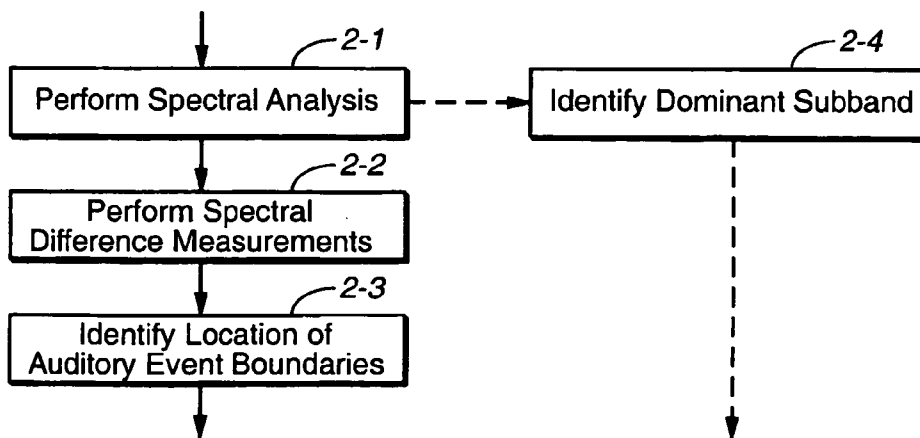 2-1
Perform Spectral Analysis
2-4
Identify Dominant Subband
2-2
Perform Spectral
Difference Measurements
2-3
Identify Location of
Auditory Event Boundaries